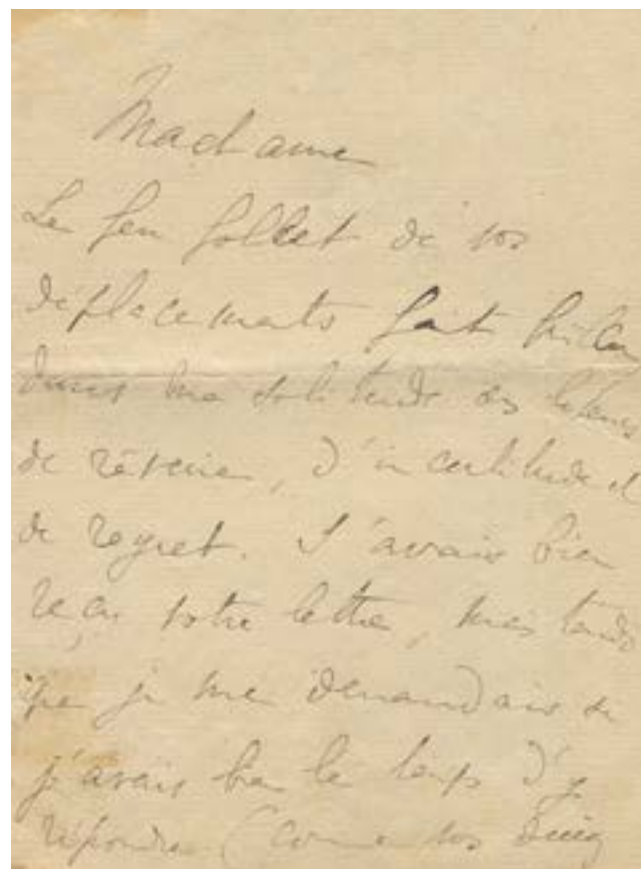 Madame
Le feu follet de vos
déplacements fait briller
dans ma solitude des lueurs
de rêverie, d'incertitude et
de regret. J'avais bien
reçu votre lettre, mais tandis
que je me demandais si
j'avais bien le temps d'y
répondre (comme vos